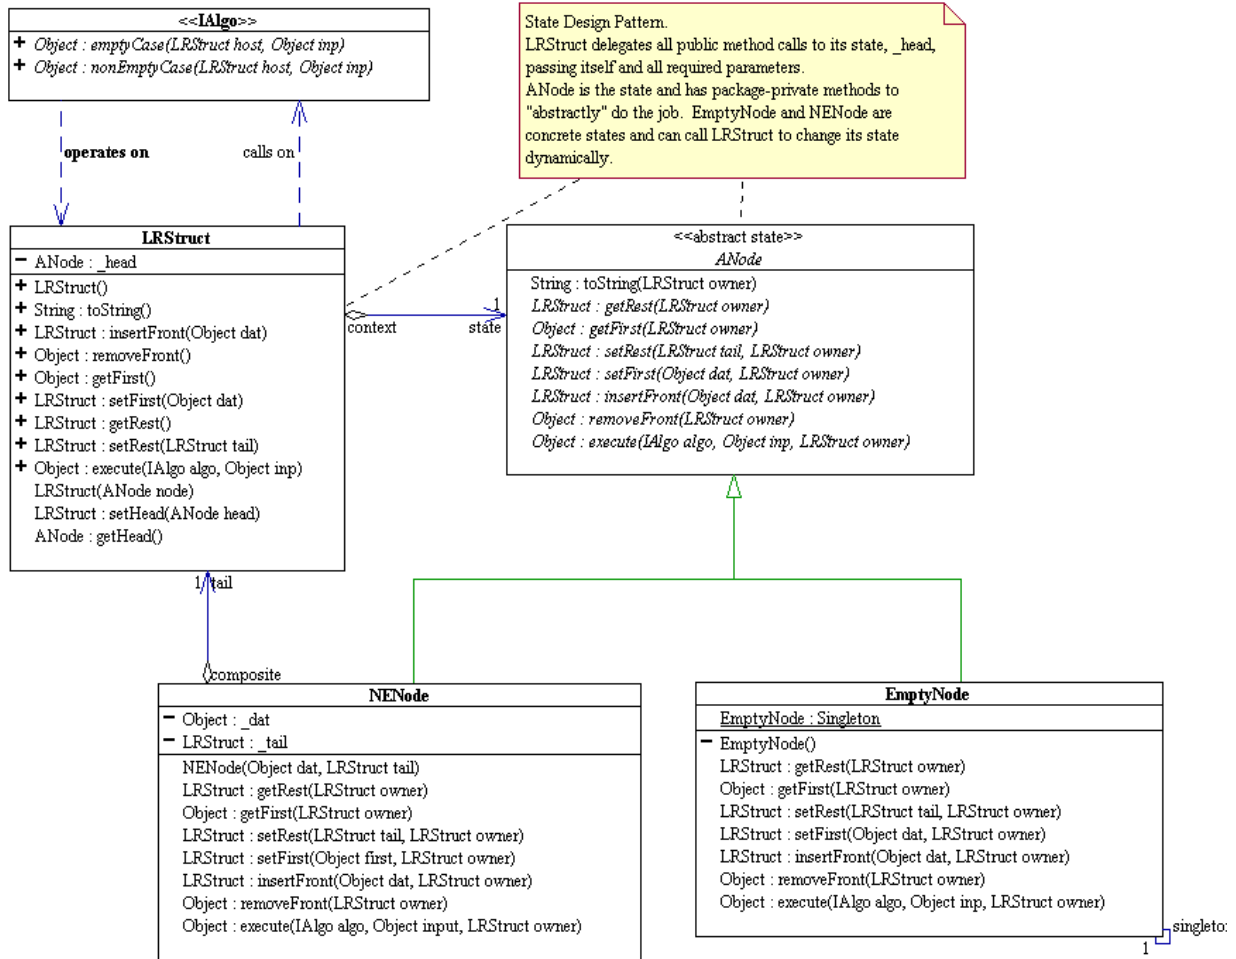 <<IAlgo>>
+ Object : emptyCase(LRStruct host, Object inp)
+ Object : nonEmptyCase(LRStruct host, Object inp)
State Design Pattern.
LRStruct delegates all public method calls to its state, _head,
passing itself and all required parameters.
ANode is the state and has package-private methods to
"abstractly" do the job. EmptyNode and NENode are
concrete states and can call LRStruct to change its state
dynamically.
operates on
calls on
LRStruct
- ANode : _head
+ LRStruct()
+ String : toString()
+ LRStruct : insertFront(Object dat)
+ Object : removeFront()
+ Object : getFirst()
+ LRStruct : setFirst(Object dat)
+ LRStruct : getRest()
+ LRStruct : setRest(LRStruct tail)
+ Object : execute(IAlgo algo, Object inp)
LRStruct(ANode node)
LRStruct : setHead(ANode head)
ANode : getHead()
context
1
state
<<abstract state>>
ANode
String : toString(LRStruct owner)
LRStruct : getRest(LRStruct owner)
Object : getFirst(LRStruct owner)
LRStruct : setRest(LRStruct tail, LRStruct owner)
LRStruct : setFirst(Object dat, LRStruct owner)
LRStruct : insertFront(Object dat, LRStruct owner)
Object : removeFront(LRStruct owner)
Object : execute(IAlgo algo, Object inp, LRStruct owner)
1 tail
composite
NENode
- Object : _dat
- LRStruct : _tail
NENode(Object dat, LRStruct tail)
LRStruct : getRest(LRStruct owner)
Object : getFirst(LRStruct owner)
LRStruct : setRest(LRStruct tail, LRStruct owner)
LRStruct : setFirst(Object first, LRStruct owner)
LRStruct : insertFront(Object dat, LRStruct owner)
Object : removeFront(LRStruct owner)
Object : execute(IAlgo algo, Object input, LRStruct owner)
EmptyNode
EmptyNode : Singleton
- EmptyNode()
LRStruct : getRest(LRStruct owner)
Object : getFirst(LRStruct owner)
LRStruct : setRest(LRStruct tail, LRStruct owner)
LRStruct : setFirst(Object dat, LRStruct owner)
LRStruct : insertFront(Object dat, LRStruct owner)
Object : removeFront(LRStruct owner)
Object : execute(IAlgo algo, Object inp, LRStruct owner)
singleto
1